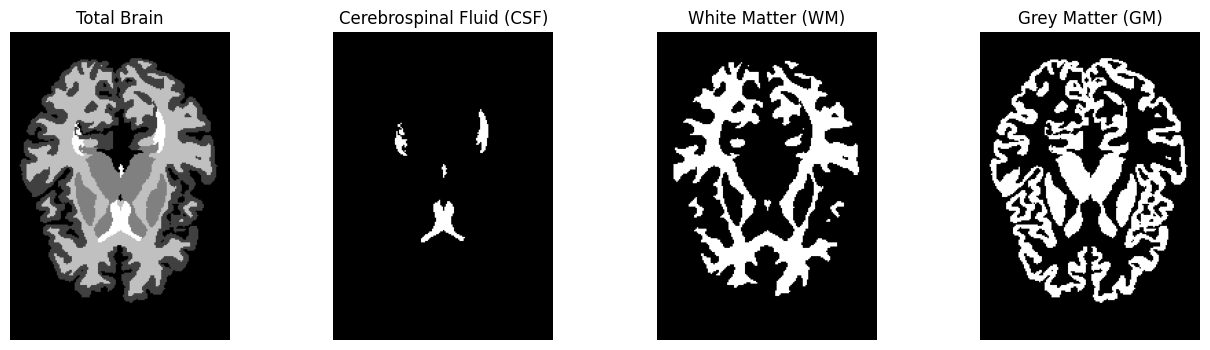 Total Brain
Cerebrospinal Fluid (CSF)
White Matter (WM)
Grey Matter (GM)